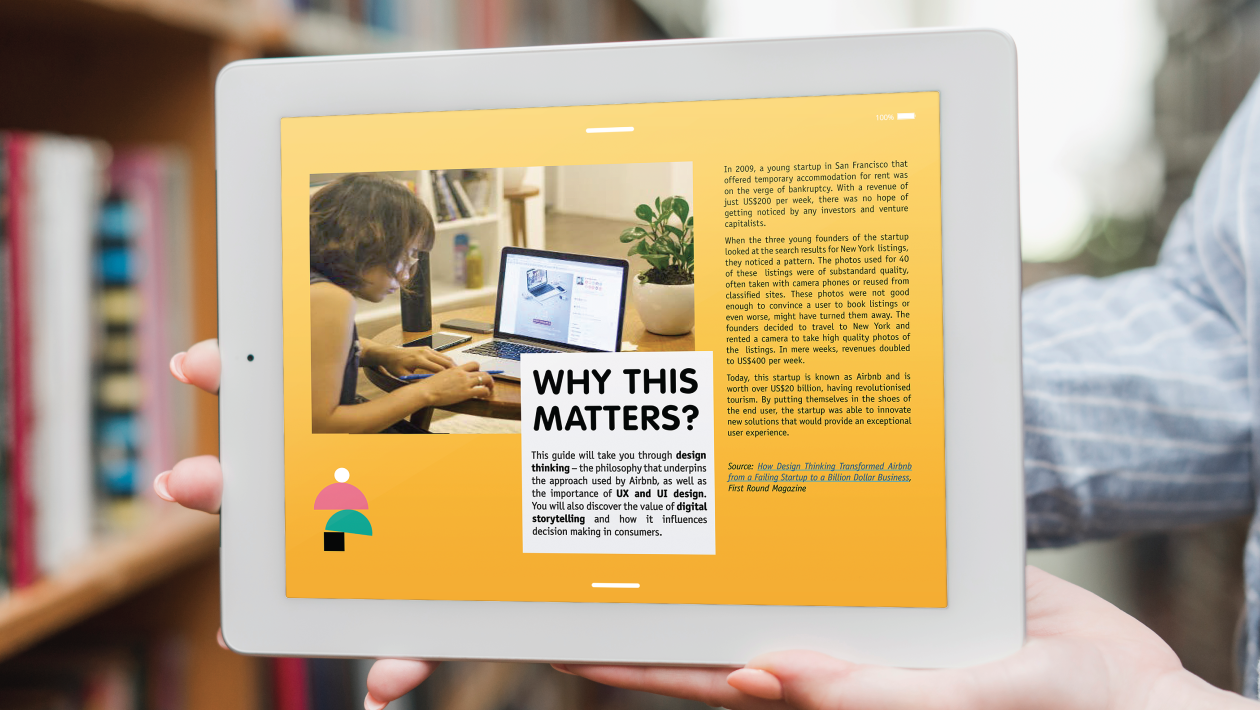 100%
WHY THIS
MATTERS?
This guide will take you through design
thinking – the philosophy that underpins
the approach used by Airbnb, as well as
the importance of UX and UI design.
You will also discover the value of digital
storytelling and how it influences
decision making in consumers.
In 2009, a young startup in San Francisco that
offered temporary accommodation for rent was
on the verge of bankruptcy. With a revenue of
just US$200 per week, there was no hope of
getting noticed by any investors and venture
capitalists.
When the three young founders of the startup
looked at the search results for New York listings,
they noticed a pattern. The photos used for 40
of these listings were of substandard quality,
often taken with camera phones or reused from
classified sites. These photos were not good
enough to convince a user to book listings or
even worse, might have turned them away. The
founders decided to travel to New York and
rented a camera to take high quality photos of
the listings. In mere weeks, revenues doubled
to US$400 per week.
Today, this startup is known as Airbnb and is
worth over US$20 billion, having revolutionised
tourism. By putting themselves in the shoes of
the end user, the startup was able to innovate
new solutions that would provide an exceptional
user experience.
Source: How Design Thinking Transformed Airbnb
from a Failing Startup to a Billion Dollar Business,
First Round Magazine